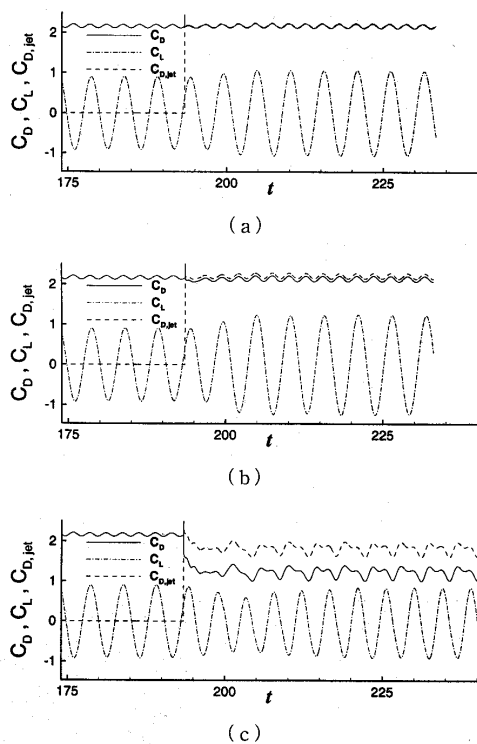 C_D, C_L, C_D,jet
2
1
0
-1
C_D
C_L
C_D,jet
175
200
225
t
(a)
C_D, C_L, C_D,jet
2
1
0
-1
C_D
C_L
C_D,jet
175
200
225
t
(b)
C_D, C_L, C_D,jet
2
1
0
-1
C_D
C_L
C_D,jet
175
200
225
t
(c)